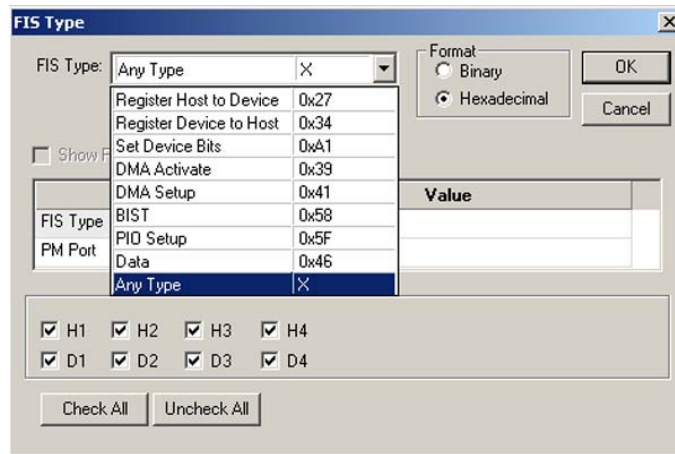 FIS Type
FIS Type: Any Type X
Format
Binary
Hexadecimal
OK
Cancel
Register Host to Device 0x27
Register Device to Host 0x34
Set Device Bits 0xA1
DMA Activate 0x39
DMA Setup 0x41
BIST 0x58
PIO Setup 0x5F
Data 0x46
Any Type X
Show
Value
FIS Type
PM Port
H1 H2 H3 H4
D1 D2 D3 D4
Check All Uncheck All